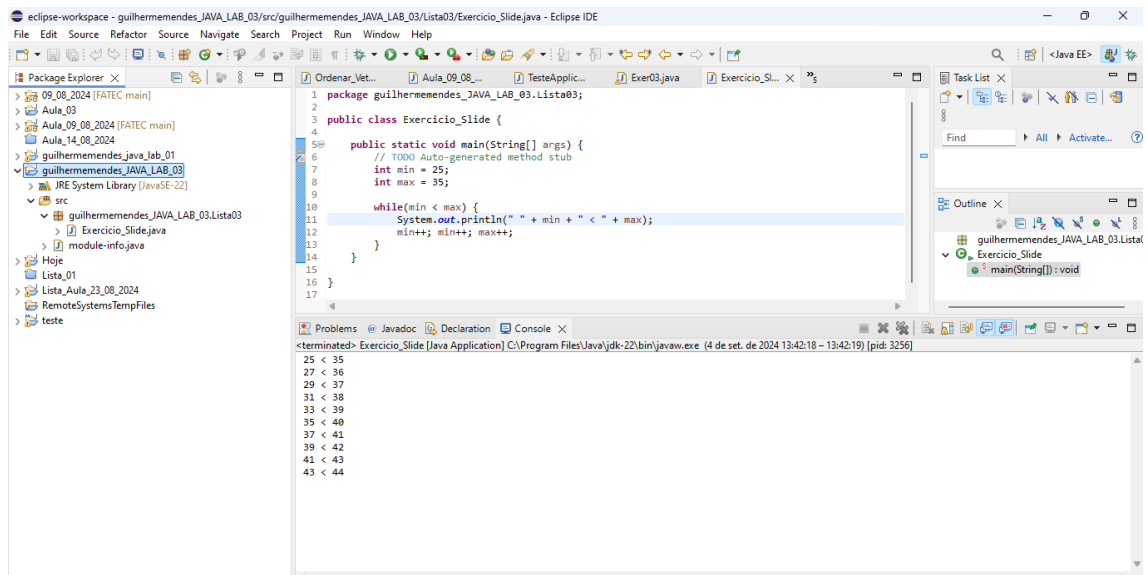 eclipse-workspace - guilhermemendes_JAVA_LAB_03/src/guilhermemendes_JAVA_LAB_03/Lista03/Exercicio_Slide.java - Eclipse IDE
File Edit Source Refactor Source Navigate Search Project Run Window Help
<Java EE>
Package Explorer
09_08_2024 [FATEC main]
Aula_03
Aula_09_08_2024 [FATEC main]
Aula_14_08_2024
guilhermemendes_java_lab_01
guilhermemendes_JAVA_LAB_03
JRE System Library [JavaSE-22]
src
guilhermemendes_JAVA_LAB_03.Lista03
Exercicio_Slide.java
module-info.java
Hoje
Lista_01
Lista_Aula_23_08_2024
RemoteSystemsTempFiles
teste
Ordenar_Vet... Aula_09_08_... TesteApplic... Exer03.java Exercicio_Sl... »5
1 package guilhermemendes_JAVA_LAB_03.Lista03;
2
3 public class Exercicio_Slide {
4
5 public static void main(String[] args) {
6 // TODO Auto-generated method stub
7 int min = 25;
8 int max = 35;
9
10 while(min < max) {
11 System.out.println(" " + min + " < " + max);
12 min++; min++; max++;
13 }
14 }
15
16 }
17
Task List
Find All Activate...
Outline
guilhermemendes_JAVA_LAB_03.Lista0
Exercicio_Slide
main(String[]) : void
Problems Javadoc Declaration Console
<terminated> Exercicio_Slide [Java Application] C:\Program Files\Java\jdk-22\bin\javaw.exe (4 de set. de 2024 13:42:18 – 13:42:19) [pid: 3256]
25 < 35
27 < 36
29 < 37
31 < 38
33 < 39
35 < 40
37 < 41
39 < 42
41 < 43
43 < 44